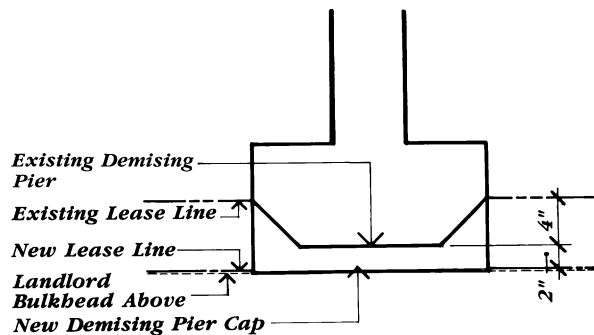 Existing Demising
Pier
Existing Lease Line
New Lease Line
Landlord
Bulkhead Above
New Demising Pier Cap
4"
2"